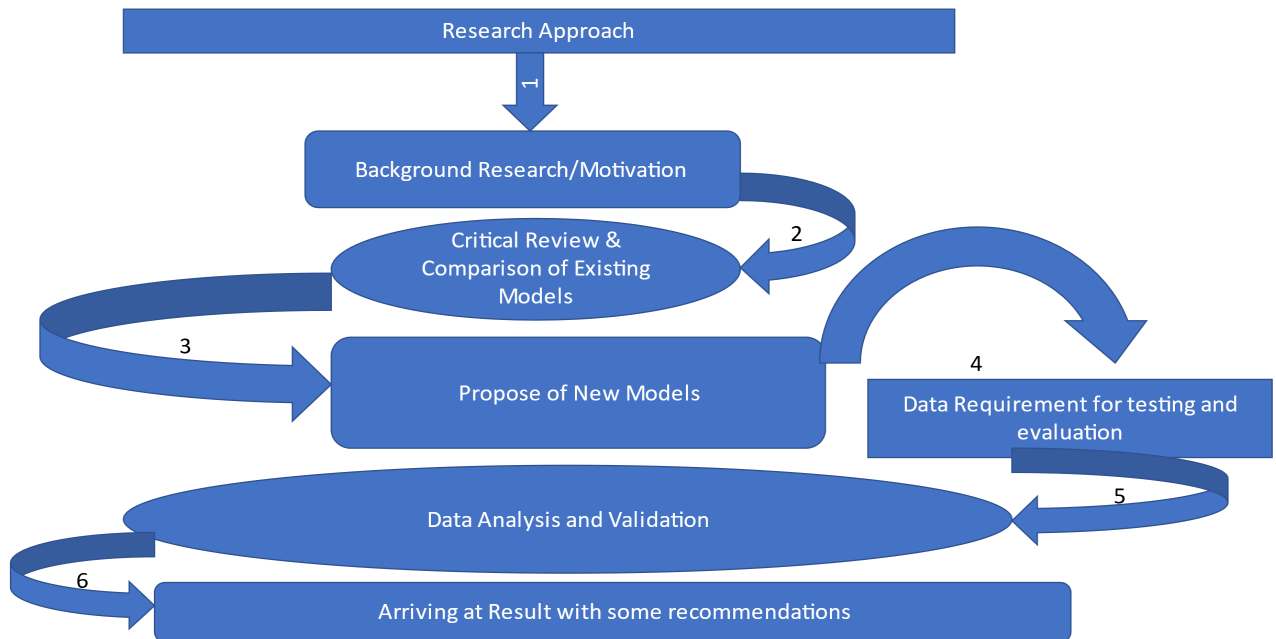 Research Approach
1
Background Research/Motivation
2
Critical Review &
Comparison of Existing
Models
3
Propose of New Models
4
Data Requirement for testing and
evaluation
5
Data Analysis and Validation
6
Arriving at Result with some recommendations